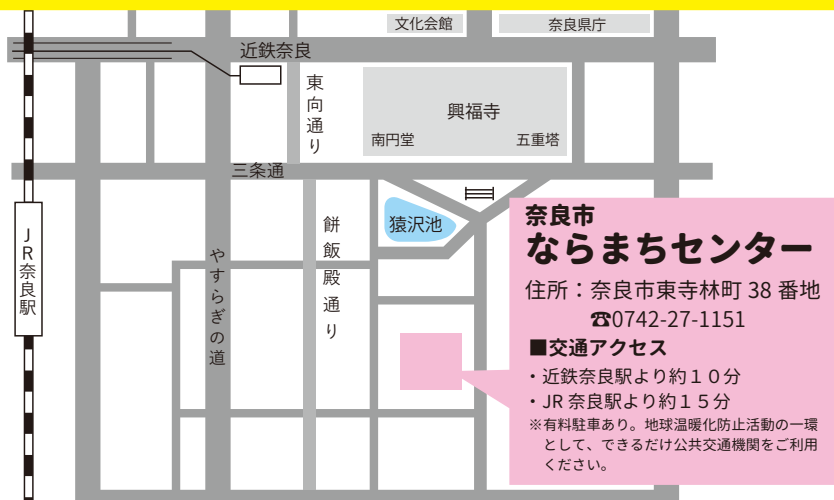 文化会館
奈良県庁
近鉄奈良
東向通り
興福寺
南円堂
五重塔
三条通
JR奈良駅
やすらぎの道
餅飯殿通り
猿沢池
奈良市
ならまちセンター
住所：奈良市東寺林町 38 番地
☎0742-27-1151
■交通アクセス
・近鉄奈良駅より約１０分
・JR 奈良駅より約１５分
※有料駐車あり。地球温暖化防止活動の一環
として、できるだけ公共交通機関をご利用
ください。